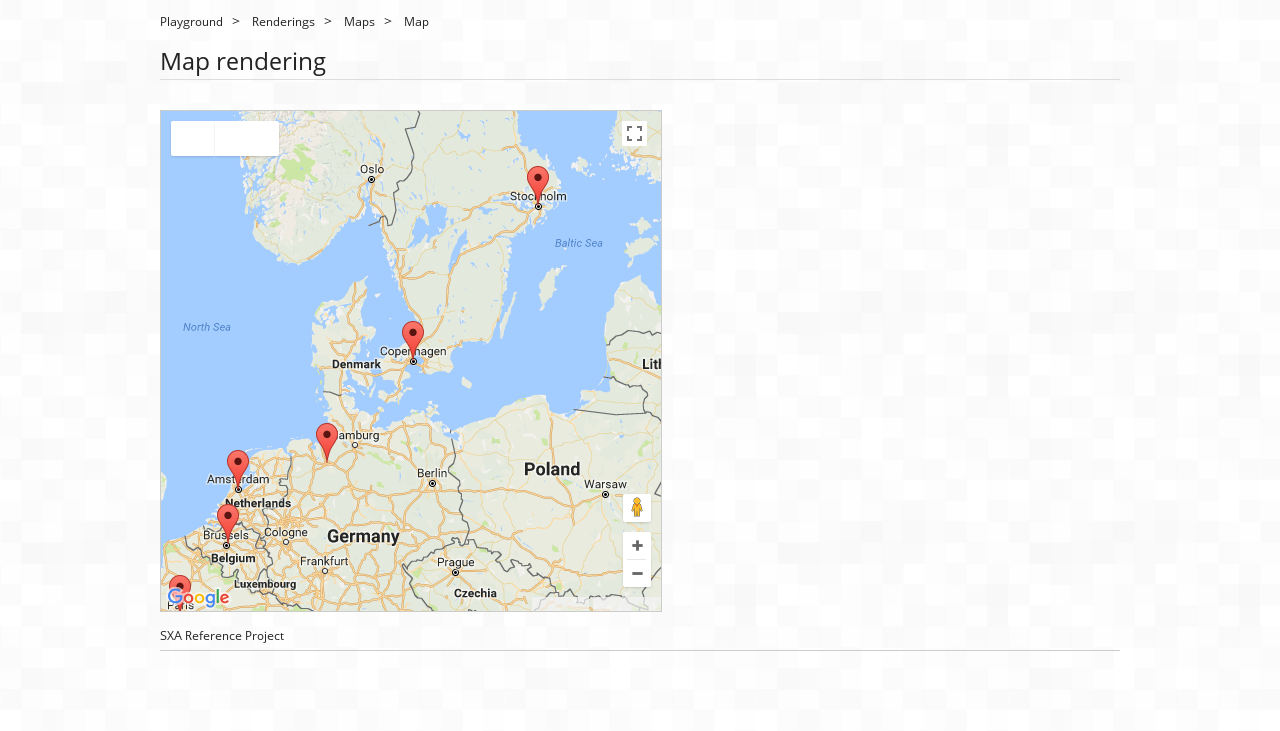 Playground > Renderings > Maps > Map
Map rendering
Oslo
Stockholm
Baltic Sea
North Sea
Copenhagen
Denmark
Lith
amburg
Berlin
Poland
Amsterdam
Warsaw
Netherlands
Brussels
Cologne
Germany
Belgium
Frankfurt
Prague
Luxembourg
Czechia
Google
Paris
SXA Reference Project